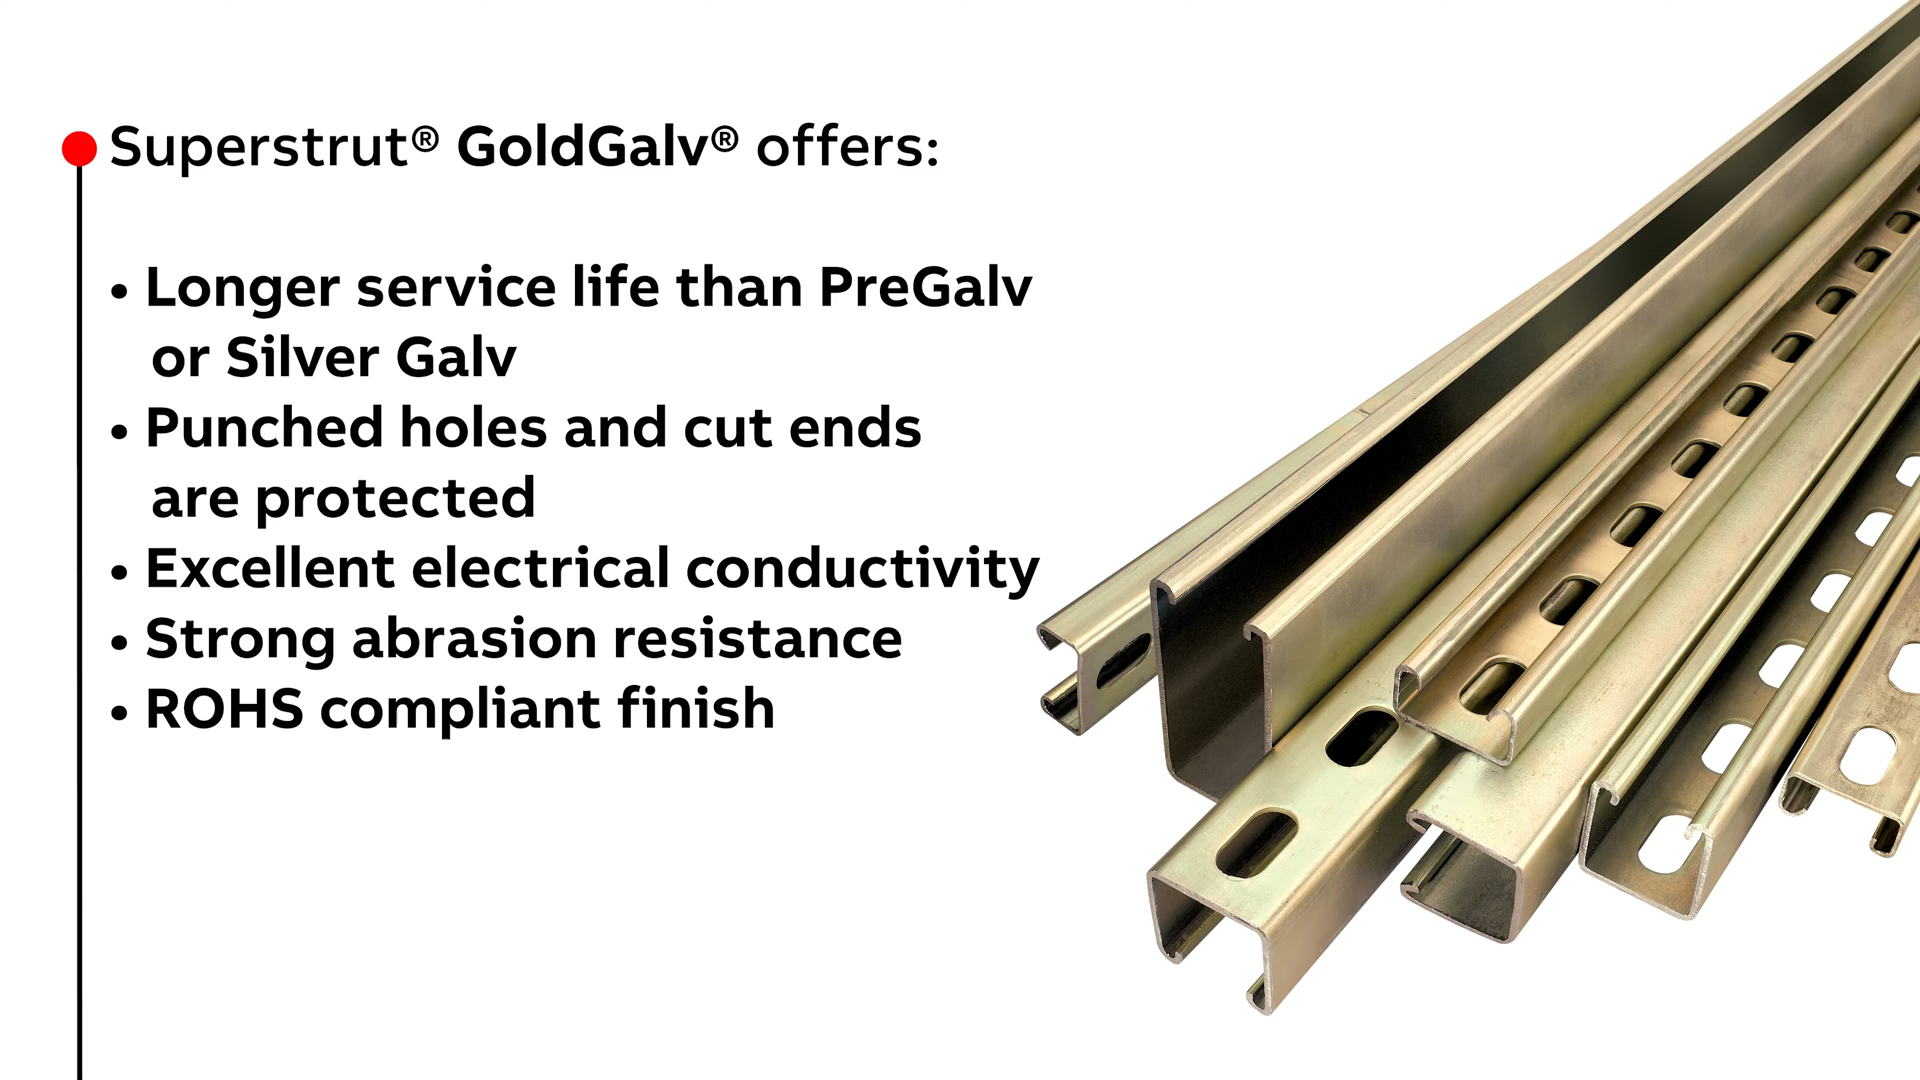 Superstrut® GoldGalv® offers:
• Longer service life than PreGalv
or Silver Galv
• Punched holes and cut ends
are protected
• Excellent electrical conductivity
• Strong abrasion resistance
• ROHS compliant finish